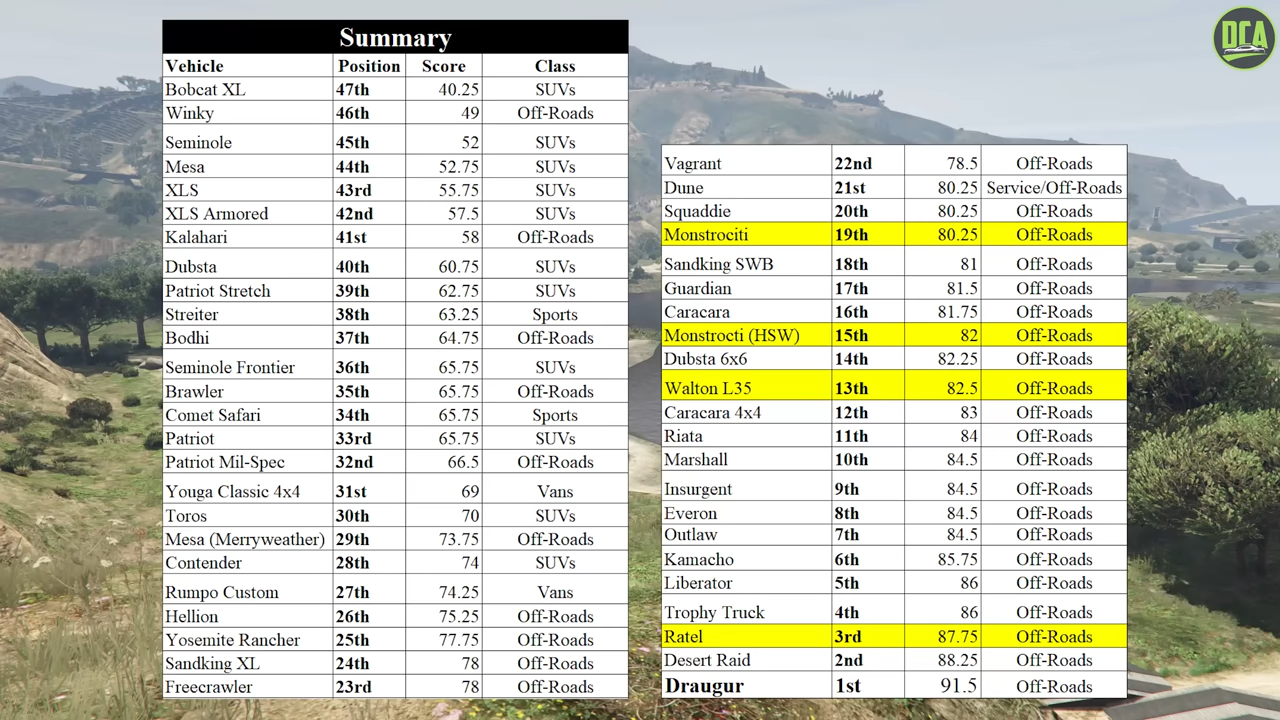 DCA
Summary
Vehicle Position Score Class
Bobcat XL 47th 40.25 SUVs
Winky 46th 49 Off-Roads
Seminole 45th 52 SUVs
Mesa 44th 52.75 SUVs
XLS 43rd 55.75 SUVs
XLS Armored 42nd 57.5 SUVs
Kalahari 41st 58 Off-Roads
Dubsta 40th 60.75 SUVs
Patriot Stretch 39th 62.75 SUVs
Streiter 38th 63.25 Sports
Bodhi 37th 64.75 Off-Roads
Seminole Frontier 36th 65.75 SUVs
Brawler 35th 65.75 Off-Roads
Comet Safari 34th 65.75 Sports
Patriot 33rd 65.75 SUVs
Patriot Mil-Spec 32nd 66.5 Off-Roads
Youga Classic 4x4 31st 69 Vans
Toros 30th 70 SUVs
Mesa (Merryweather) 29th 73.75 Off-Roads
Contender 28th 74 SUVs
Rumpo Custom 27th 74.25 Vans
Hellion 26th 75.25 Off-Roads
Yosemite Rancher 25th 77.75 Off-Roads
Sandking XL 24th 78 Off-Roads
Freecrawler 23rd 78 Off-Roads
Vagrant 22nd 78.5 Off-Roads
Dune 21st 80.25 Service/Off-Roads
Squaddie 20th 80.25 Off-Roads
Monstrociti 19th 80.25 Off-Roads
Sandking SWB 18th 81 Off-Roads
Guardian 17th 81.5 Off-Roads
Caracara 16th 81.75 Off-Roads
Monstrocti (HSW) 15th 82 Off-Roads
Dubsta 6x6 14th 82.25 Off-Roads
Walton L35 13th 82.5 Off-Roads
Caracara 4x4 12th 83 Off-Roads
Riata 11th 84 Off-Roads
Marshall 10th 84.5 Off-Roads
Insurgent 9th 84.5 Off-Roads
Everon 8th 84.5 Off-Roads
Outlaw 7th 84.5 Off-Roads
Kamacho 6th 85.75 Off-Roads
Liberator 5th 86 Off-Roads
Trophy Truck 4th 86 Off-Roads
Ratel 3rd 87.75 Off-Roads
Desert Raid 2nd 88.25 Off-Roads
Draugur 1st 91.5 Off-Roads